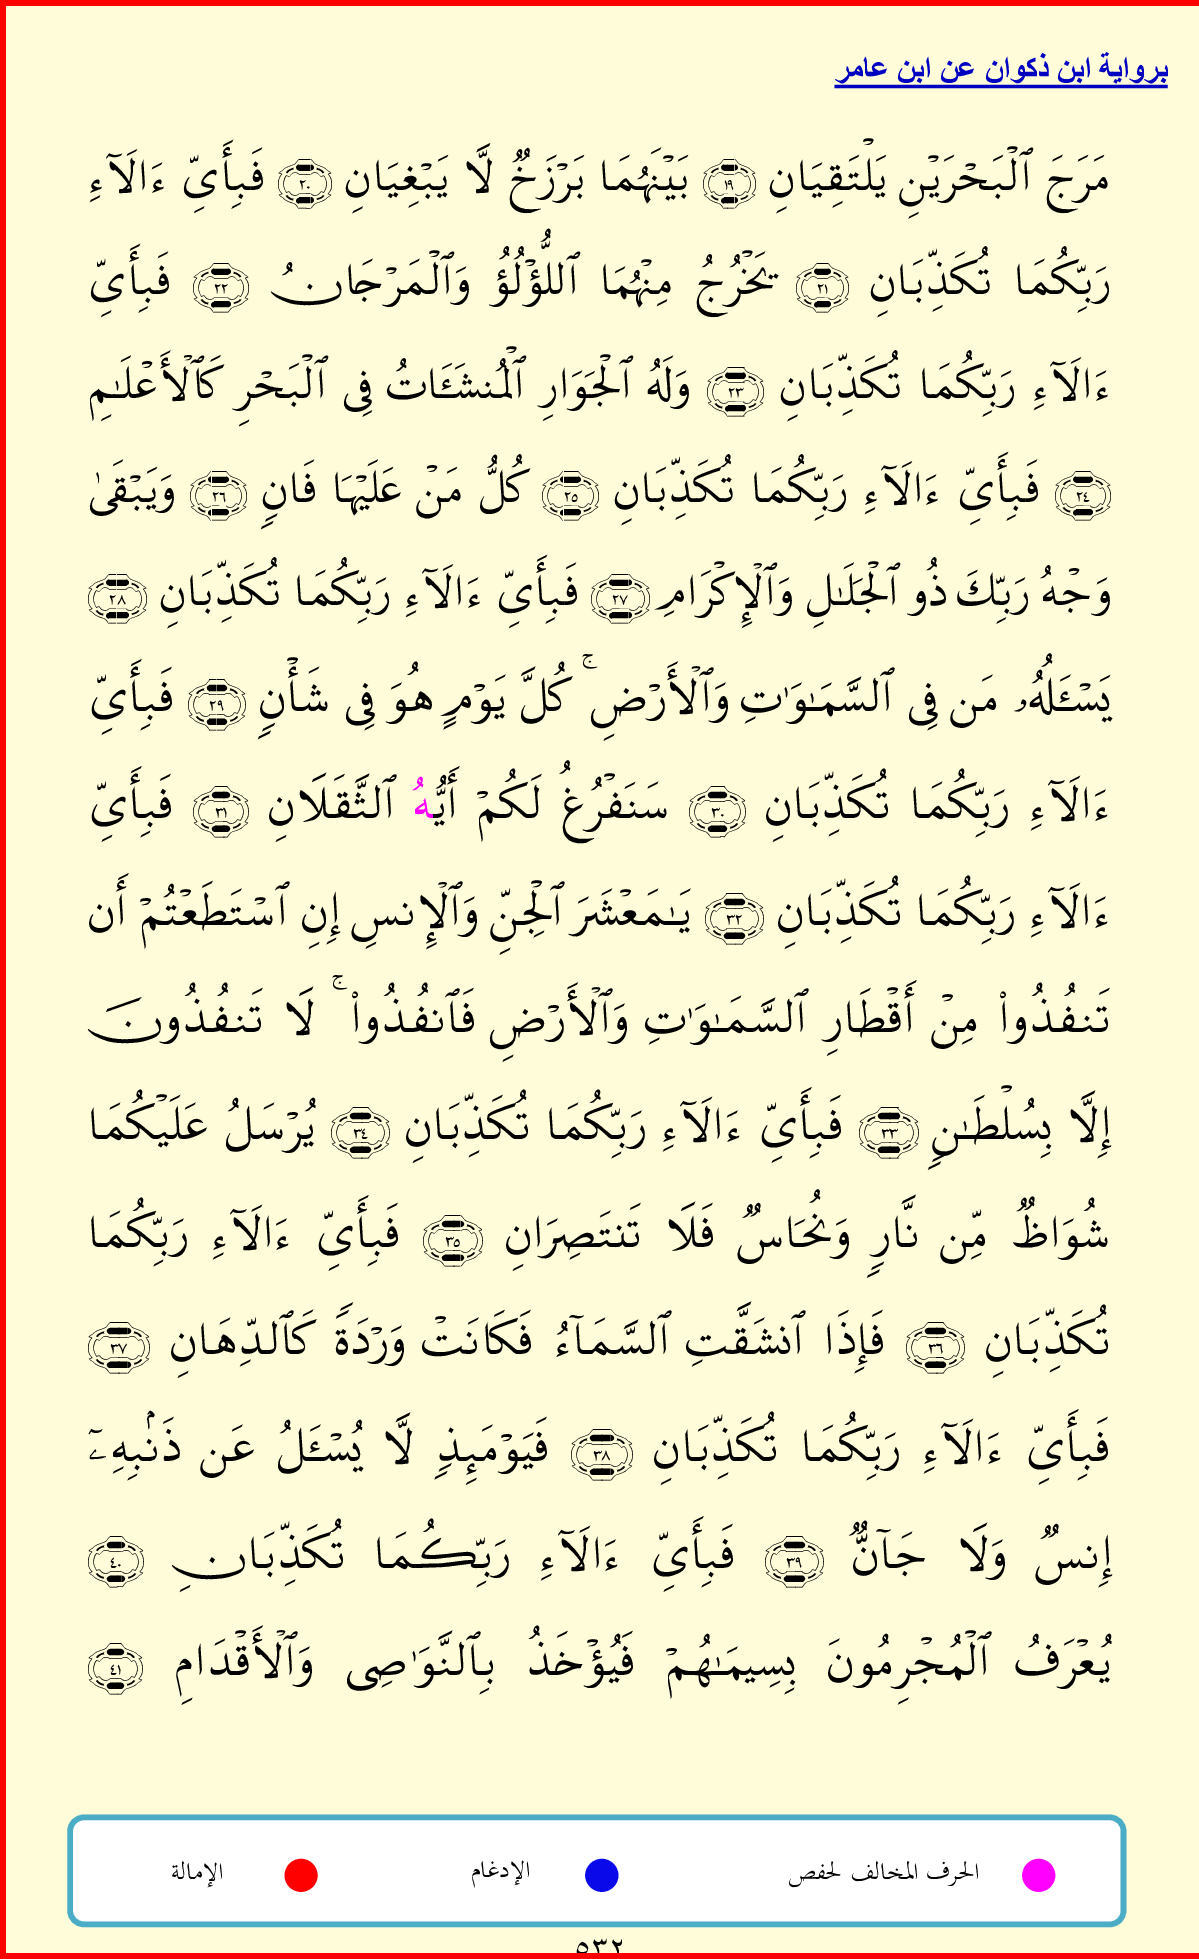 برواية ابن ذكوان عن ابن عامر
مَرَجَ ٱلْبَحْرَيْنِ يَلْتَقِيَانِ ١٩ بَيْنَهُمَا بَرْزَخٌ لَّا يَبْغِيَانِ ٢٠ فَبِأَىِّ ءَالَآءِ
رَبِّكُمَا تُكَذِّبَانِ ٢١ يَخْرُجُ مِنْهُمَا ٱللُّؤْلُؤُ وَٱلْمَرْجَانُ ٢٢ فَبِأَىِّ
ءَالَآءِ رَبِّكُمَا تُكَذِّبَانِ ٢٣ وَلَهُ ٱلْجَوَارِ ٱلْمُنشَـَٔاتُ فِى ٱلْبَحْرِ كَٱلْأَعْلَـٰمِ
٢٤ فَبِأَىِّ ءَالَآءِ رَبِّكُمَا تُكَذِّبَانِ ٢٥ كُلُّ مَنْ عَلَيْهَا فَانٍ ٢٦ وَيَبْقَىٰ
وَجْهُ رَبِّكَ ذُو ٱلْجَلَـٰلِ وَٱلْإِكْرَامِ ٢٧ فَبِأَىِّ ءَالَآءِ رَبِّكُمَا تُكَذِّبَانِ ٢٨
يَسْـَٔلُهُۥ مَن فِى ٱلسَّمَـٰوَٰتِ وَٱلْأَرْضِ ۚ كُلَّ يَوْمٍ هُوَ فِى شَأْنٍ ٢٩ فَبِأَىِّ
ءَالَآءِ رَبِّكُمَا تُكَذِّبَانِ ٣٠ سَنَفْرُغُ لَكُمْ أَيُّهُ ٱلثَّقَلَانِ ٣١ فَبِأَىِّ
ءَالَآءِ رَبِّكُمَا تُكَذِّبَانِ ٣٢ يَـٰمَعْشَرَ ٱلْجِنِّ وَٱلْإِنسِ إِنِ ٱسْتَطَعْتُمْ أَن
تَنفُذُوا۟ مِنْ أَقْطَارِ ٱلسَّمَـٰوَٰتِ وَٱلْأَرْضِ فَٱنفُذُوا۟ ۚ لَا تَنفُذُونَ
إِلَّا بِسُلْطَـٰنٍ ٣٣ فَبِأَىِّ ءَالَآءِ رَبِّكُمَا تُكَذِّبَانِ ٣٤ يُرْسَلُ عَلَيْكُمَا
شُوَاظٌ مِّن نَّارٍ وَنُحَاسٌ فَلَا تَنتَصِرَانِ ٣٥ فَبِأَىِّ ءَالَآءِ رَبِّكُمَا
تُكَذِّبَانِ ٣٦ فَإِذَا ٱنشَقَّتِ ٱلسَّمَآءُ فَكَانَتْ وَرْدَةً كَٱلدِّهَانِ ٣٧
فَبِأَىِّ ءَالَآءِ رَبِّكُمَا تُكَذِّبَانِ ٣٨ فَيَوْمَئِذٍ لَّا يُسْـَٔلُ عَن ذَنۢبِهِۦٓ
إِنسٌ وَلَا جَآنٌّ ٣٩ فَبِأَىِّ ءَالَآءِ رَبِّكُمَا تُكَذِّبَانِ ٤٠
يُعْرَفُ ٱلْمُجْرِمُونَ بِسِيمَـٰهُمْ فَيُؤْخَذُ بِٱلنَّوَٰصِى وَٱلْأَقْدَامِ ٤١
الحرف المخالف لحفص الإدغام الإمالة
٥٣٢